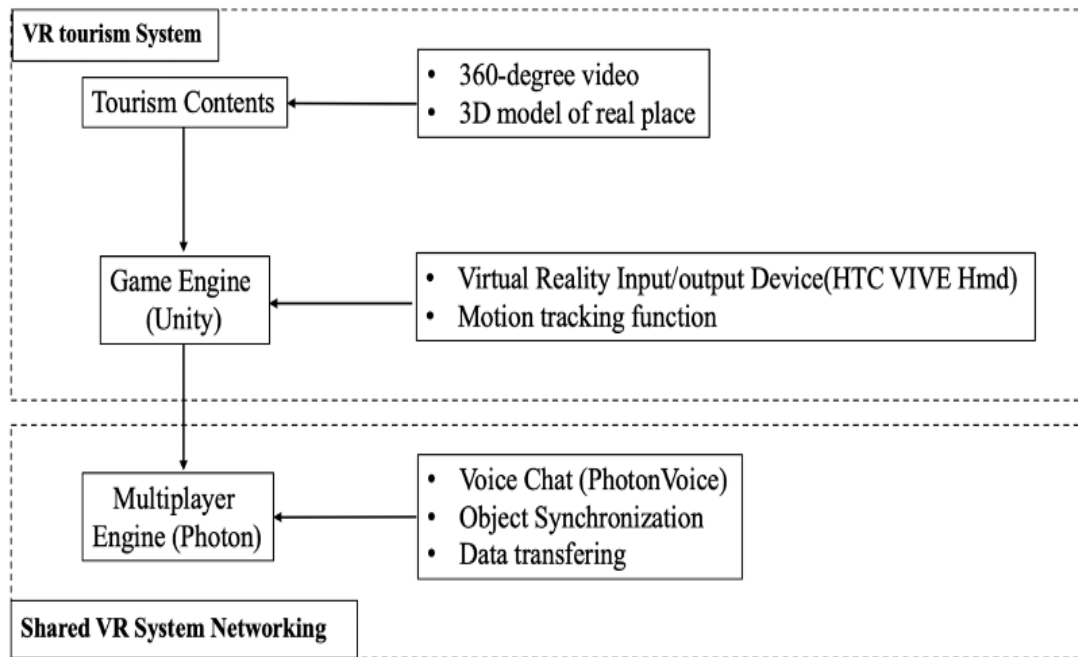 VR tourism System
Tourism Contents
• 360-degree video
• 3D model of real place
Game Engine
(Unity)
• Virtual Reality Input/output Device(HTC VIVE Hmd)
• Motion tracking function
Multiplayer
Engine (Photon)
• Voice Chat (PhotonVoice)
• Object Synchronization
• Data transfering
Shared VR System Networking